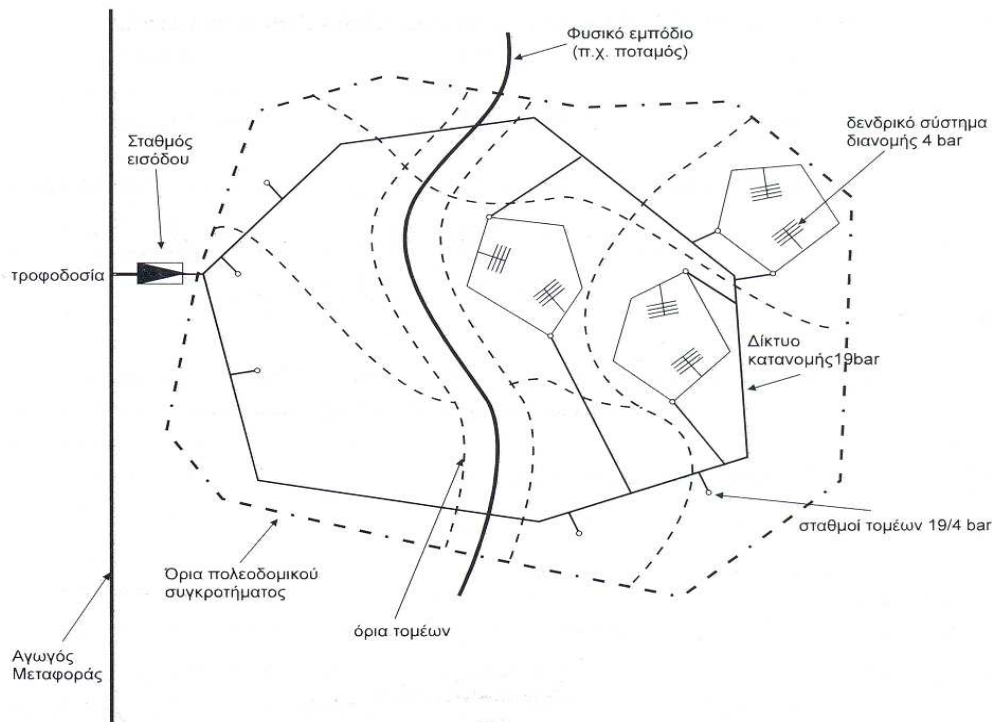 Φυσικό εμπόδιο
(π.χ. ποταμός)
Σταθμός
εισόδου
δενδρικό σύστημα
διανομής 4 bar
τροφοδοσία
Δίκτυο
κατανομής19bar
σταθμοί τομέων 19/4 bar
Όρια πολεοδομικού
συγκροτήματος
όρια τομέων
Αγωγός
Μεταφοράς